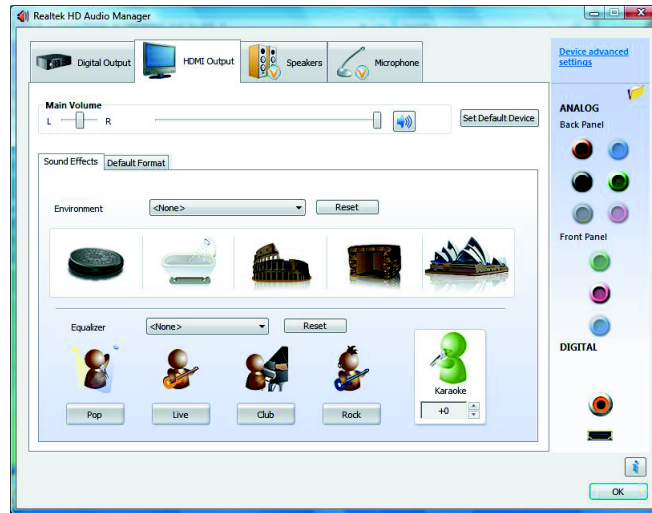 Realtek HD Audio Manager
Digital Output
HDMI Output
Speakers
Microphone
Device advanced
settings
Main Volume
L
R
Set Default Device
ANALOG
Back Panel
Sound Effects
Default Format
Environment
<None>
Reset
Front Panel
Equalizer
<None>
Reset
DIGITAL
Karaoke
Pop
Live
Club
Rock
+0
OK